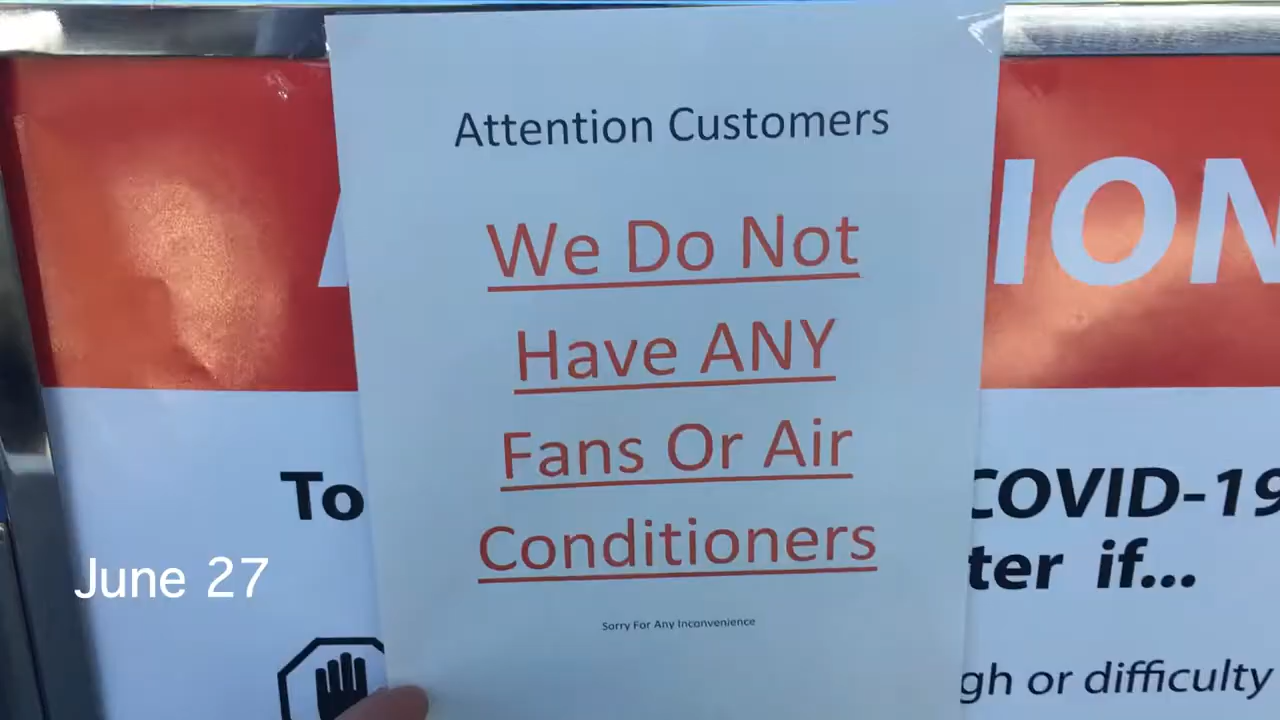 Attention Customers
ION
We Do Not
Have ANY
Fans Or Air
Conditioners
To
COVID-19
ter if...
June 27
Sorry For Any Inconvenience
gh or difficulty